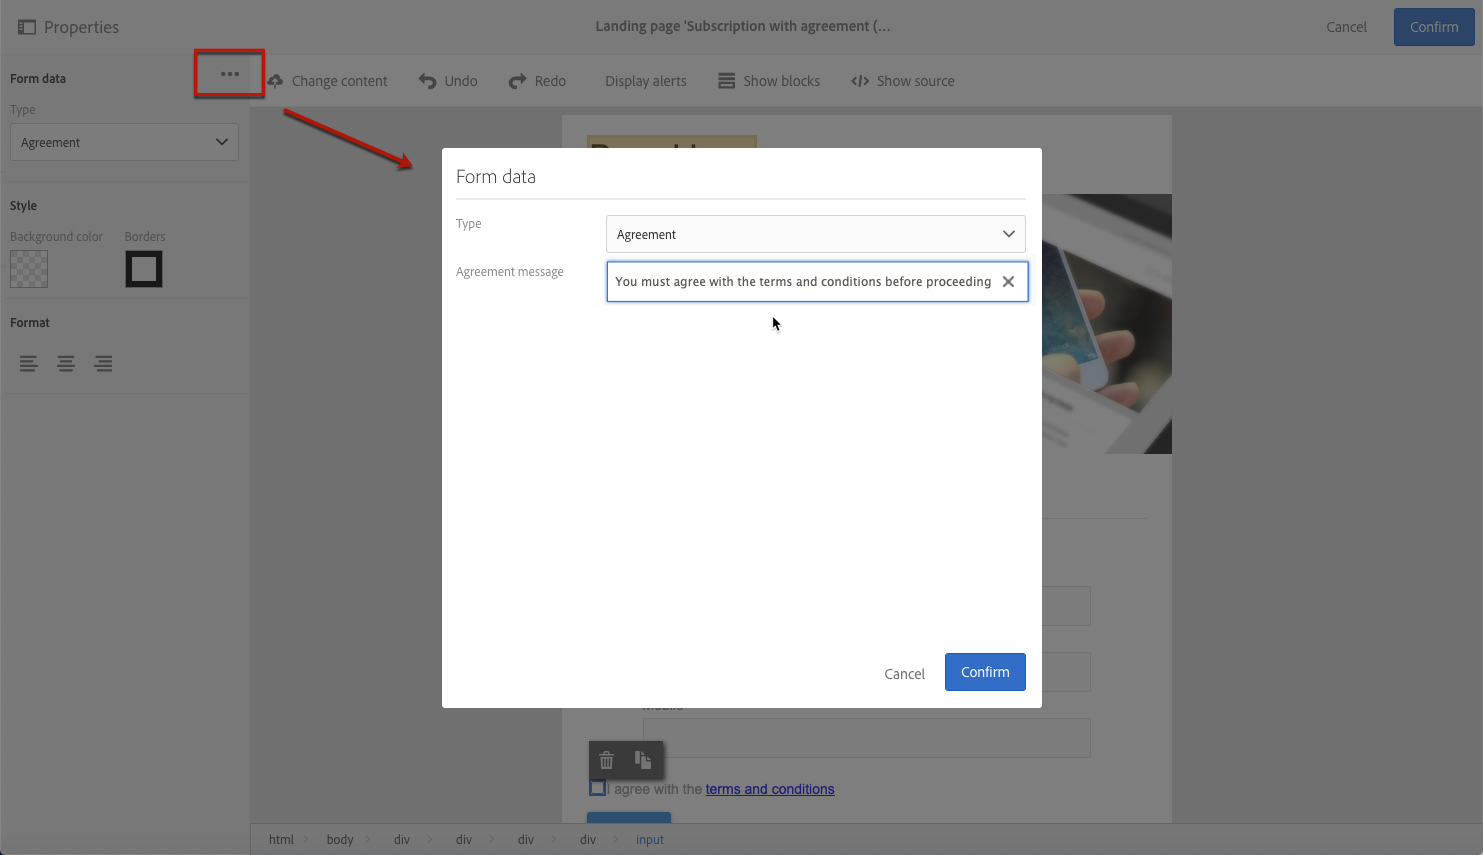 Properties
Landing page 'Subscription with agreement (...
Cancel
Confirm
Form data
Change content
Undo
Redo
Display alerts
Show blocks
Show source
Type
Agreement
Style
Background color
Borders
Format
Form data
Type
Agreement
Agreement message
You must agree with the terms and conditions before proceeding
Cancel
Confirm
I agree with the terms and conditions
html
body
div
div
div
div
input